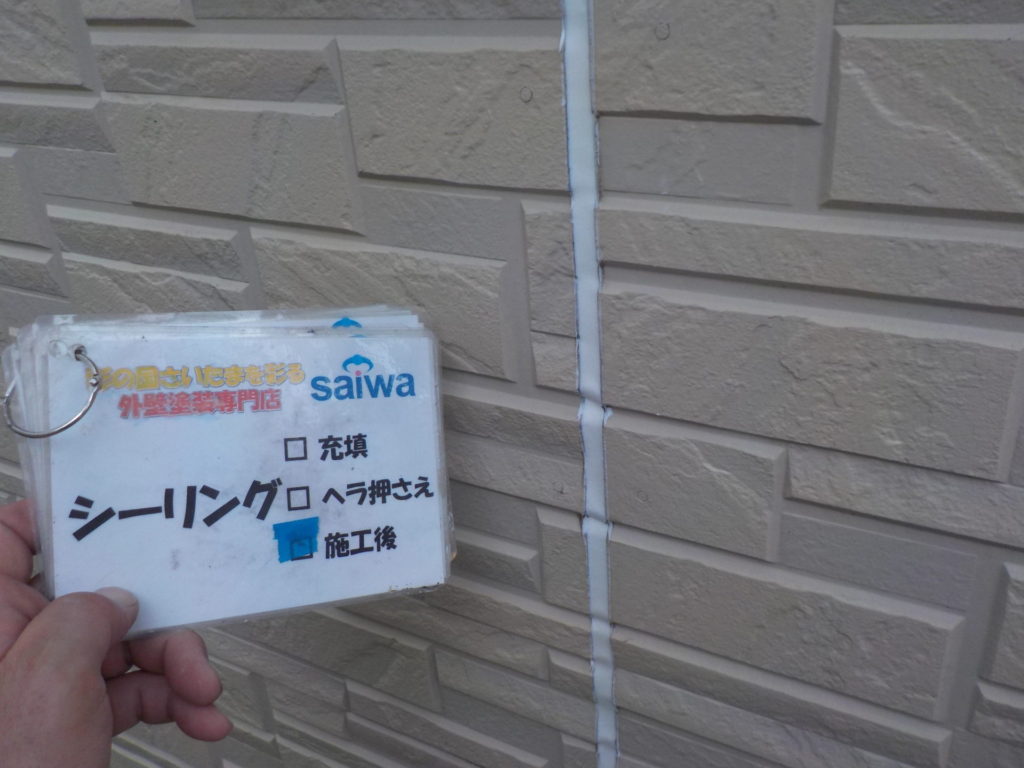 彩の国さいたまを彩る
外壁塗装専門店
saiwa
シーリング
□ 充填
□ ヘラ押さえ
□ 施工後